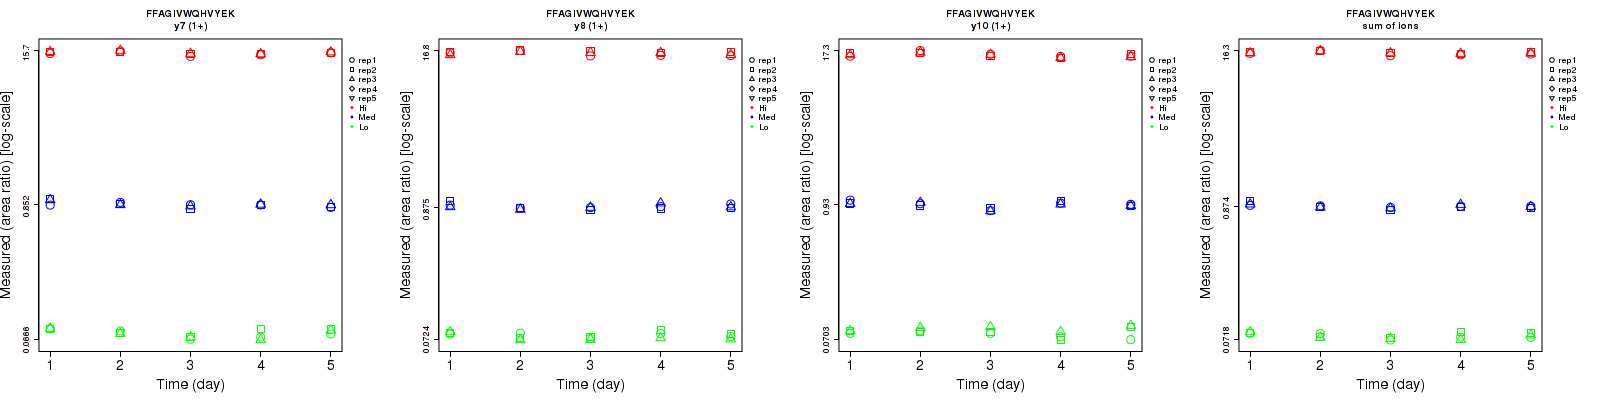 FFAGIVWQHVYEK
y7 (1+)
Measured (area ratio) [log-scale]
15.7
0.852
0.0666
1 2 3 4 5
Time (day)
rep1
rep2
rep3
rep4
rep5
Hi
Med
Lo
FFAGIVWQHVYEK
y8 (1+)
Measured (area ratio) [log-scale]
16.8
0.875
0.0724
1 2 3 4 5
Time (day)
rep1
rep2
rep3
rep4
rep5
Hi
Med
Lo
FFAGIVWQHVYEK
y10 (1+)
Measured (area ratio) [log-scale]
17.3
0.93
0.0703
1 2 3 4 5
Time (day)
rep1
rep2
rep3
rep4
rep5
Hi
Med
Lo
FFAGIVWQHVYEK
sum of ions
Measured (area ratio) [log-scale]
16.3
0.874
0.0718
1 2 3 4 5
Time (day)
rep1
rep2
rep3
rep4
rep5
Hi
Med
Lo